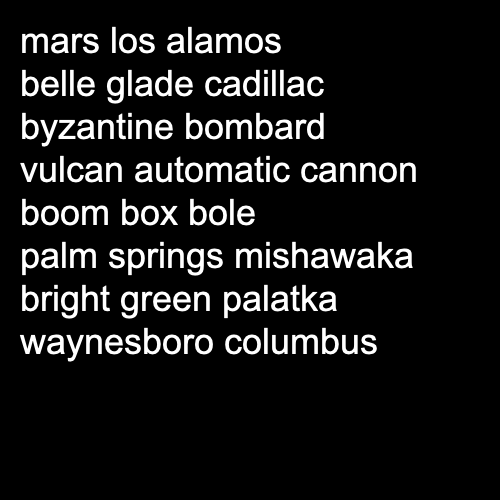 mars los alamos
belle glade cadillac
byzantine bombard
vulcan automatic cannon
boom box bole
palm springs mishawaka
bright green palatka
waynesboro columbus